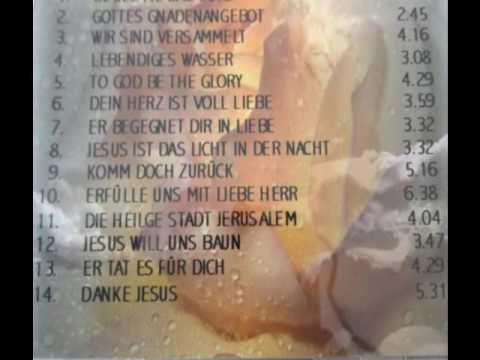 2. GOTTES GNADENANGEBOT 2.45
3. WIR SIND VERSAMMELT 4.16
4. LEBENDIGES WASSER 3.08
5. TO GOD BE THE GLORY 4.29
6. DEIN HERZ IST VOLL LIEBE 3.59
7. ER BEGEGNET DIR IN LIEBE 3.32
8. JESUS IST DAS LICHT IN DER NACHT 3.32
9. KOMM DOCH ZURÜCK 5.16
10. ERFÜLLE UNS MIT LIEBE HERR 6.38
11. DIE HEILGE STADT JERUSALEM 4.04
12. JESUS WILL UNS BAUN 3.47
13. ER TAT ES FÜR DICH 4.29
14. DANKE JESUS 5.31